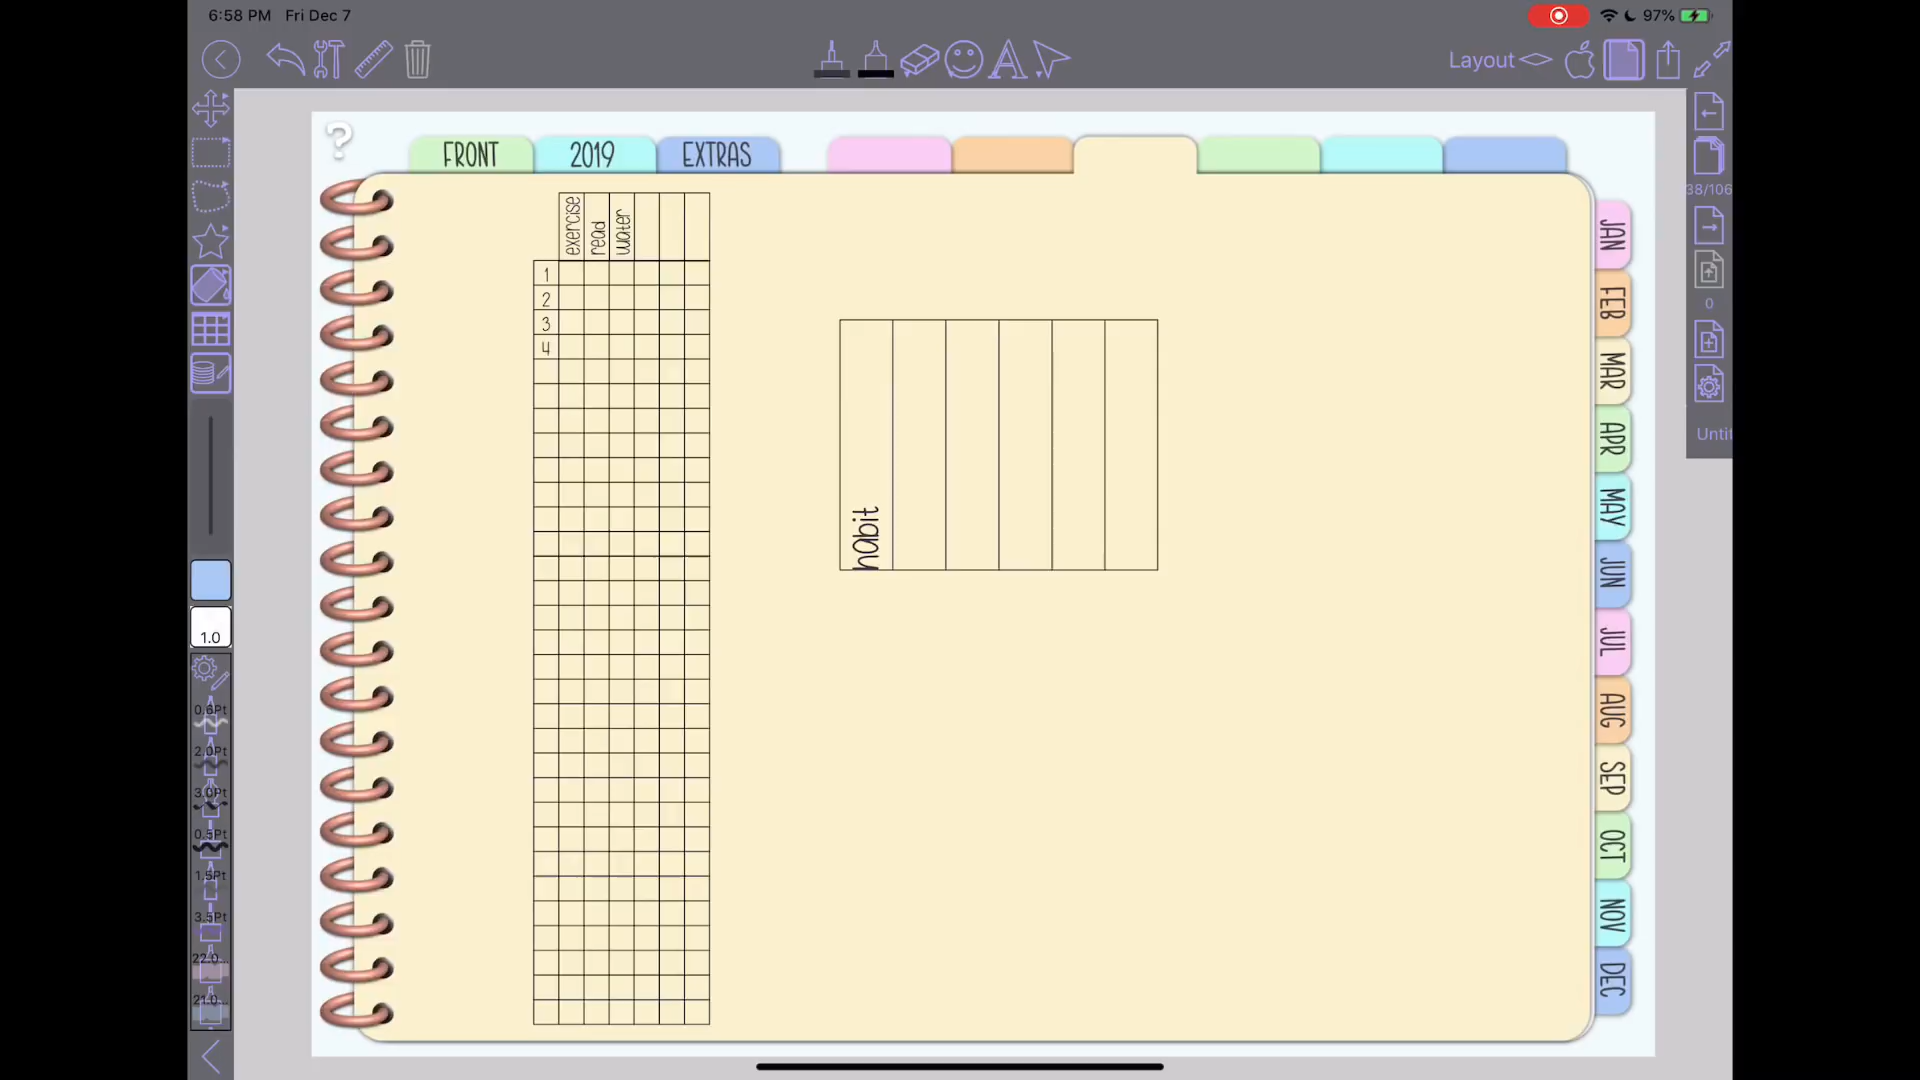 6:58 PM Fri Dec 7
97%
Layout
FRONT 2019 EXTRAS
38/106
0
Untit
exercise
read
water
1
2
3
4
habit
JAN
FEB
MAR
APR
MAY
JUN
JUL
AUG
SEP
OCT
NOV
DEC
1.0
0.6Pt
2.0Pt
3.0Pt
0.5Pt
1.5Pt
3.5Pt
22.0...
21.0...